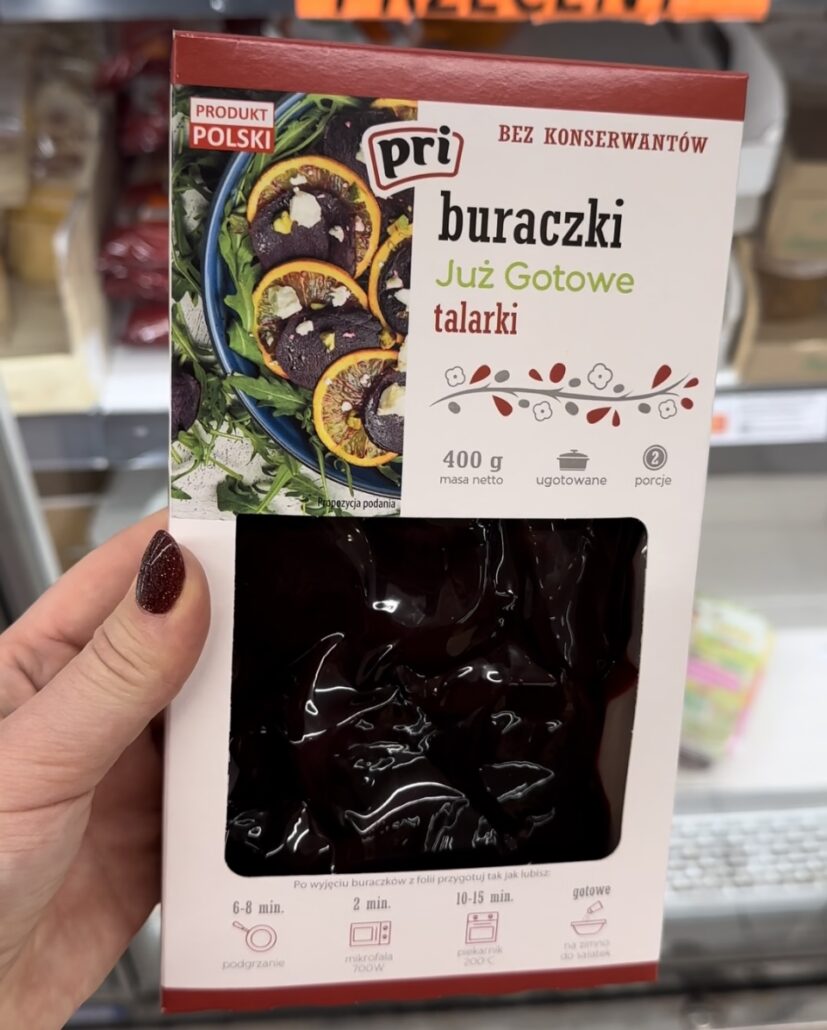 PRZECENY
PRODUKT
POLSKI
pri
BEZ KONSERWANTÓW
buraczki
Już Gotowe
talarki
400 g
masa netto
ugotowane
2
porcje
Propozycja podania
Po wyjęciu buraczków z folii przygotuj tak jak lubisz:
6-8 min.
podgrzanie
2 min.
mikrofala
700W
10-15 min.
piekarnik
200°C
gotowe
na zimno
do sałatek